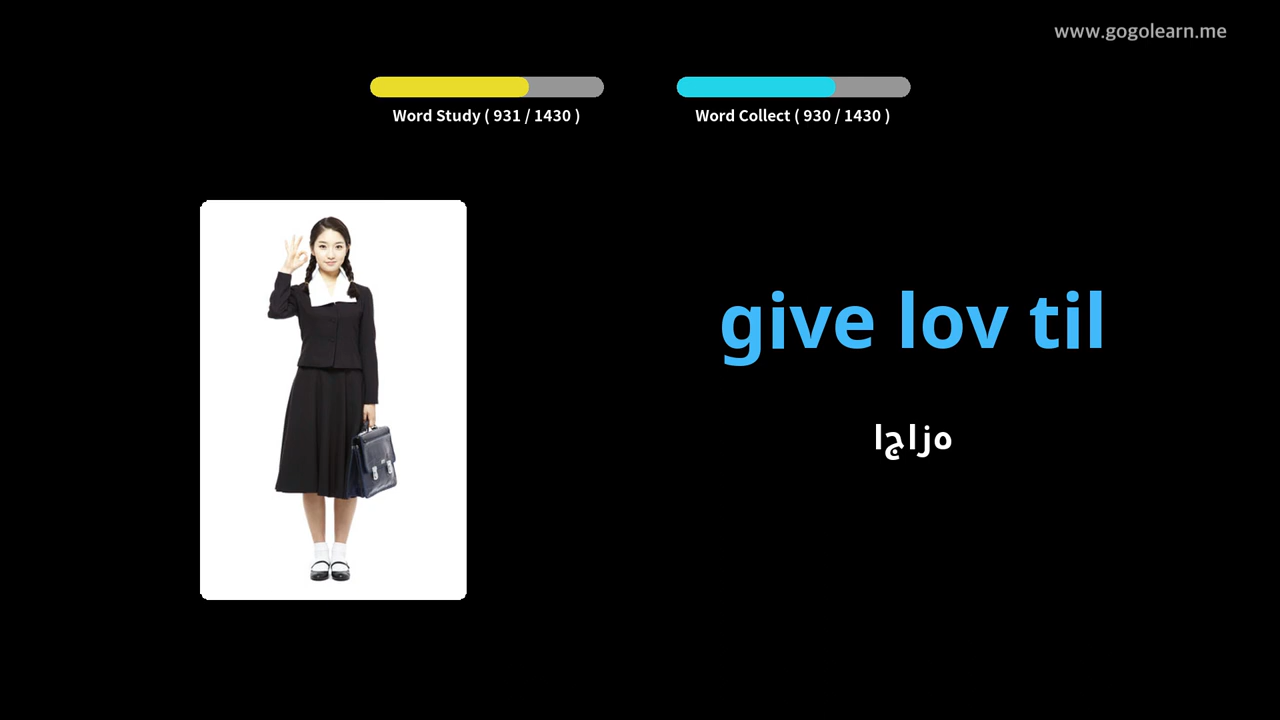 www.gogolearn.me
Word Study ( 931 / 1430 )
Word Collect ( 930 / 1430 )
give lov til
اجازه